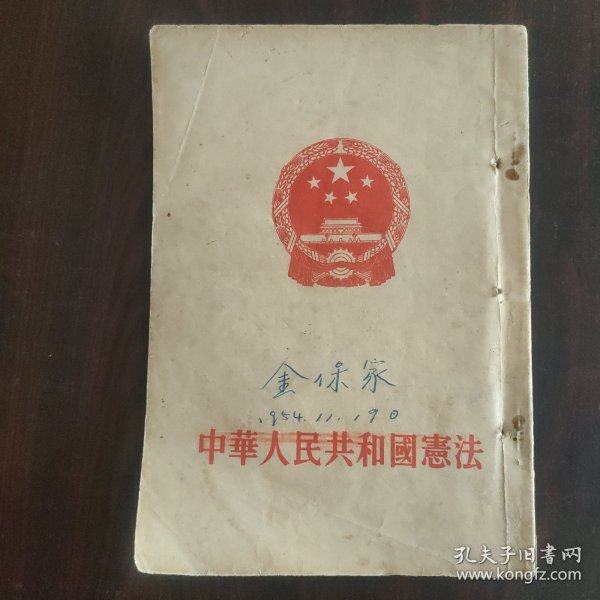 金保家
1954.11.19日
中華人民共和國憲法
孔夫子旧书网
www.kongfz.com